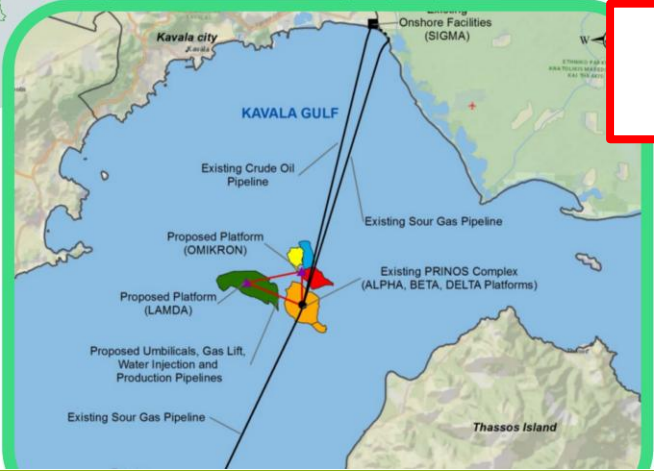 Existing
Onshore Facilities
(SIGMA)
Kavala city
Kavala
W
KAVALA GULF
Existing Crude Oil
Pipeline
Existing Sour Gas Pipeline
Proposed Platform
(OMIKRON)
Existing PRINOS Complex
(ALPHA, BETA, DELTA Platforms)
Proposed Platform
(LAMDA)
Proposed Umbilicals, Gas Lift,
Water Injection and
Production Pipelines
Existing Sour Gas Pipeline
Thassos Island